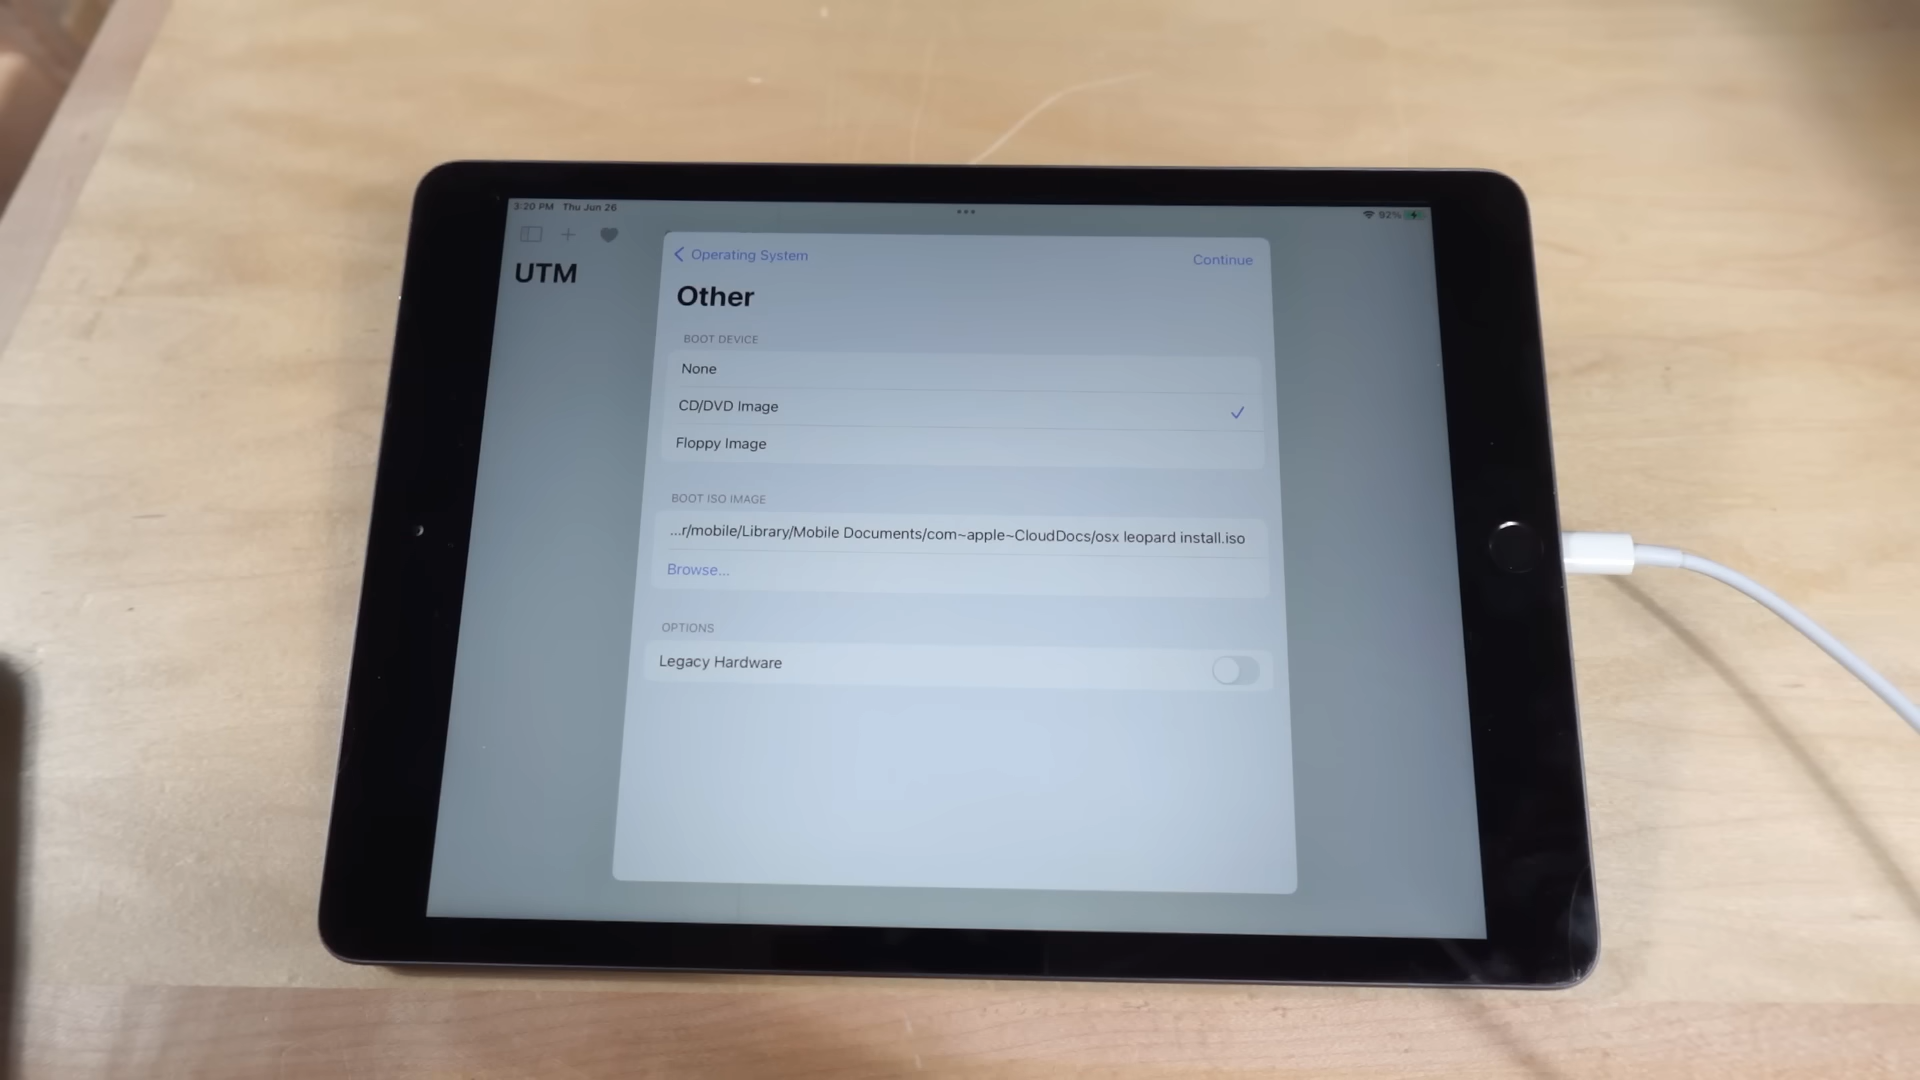 3:20 PM Thu Jun 26
92%
UTM
Operating System
Continue
Other
BOOT DEVICE
None
CD/DVD Image
Floppy Image
BOOT ISO IMAGE
...r/mobile/Library/Mobile Documents/com~apple~CloudDocs/osx leopard install.iso
Browse...
OPTIONS
Legacy Hardware